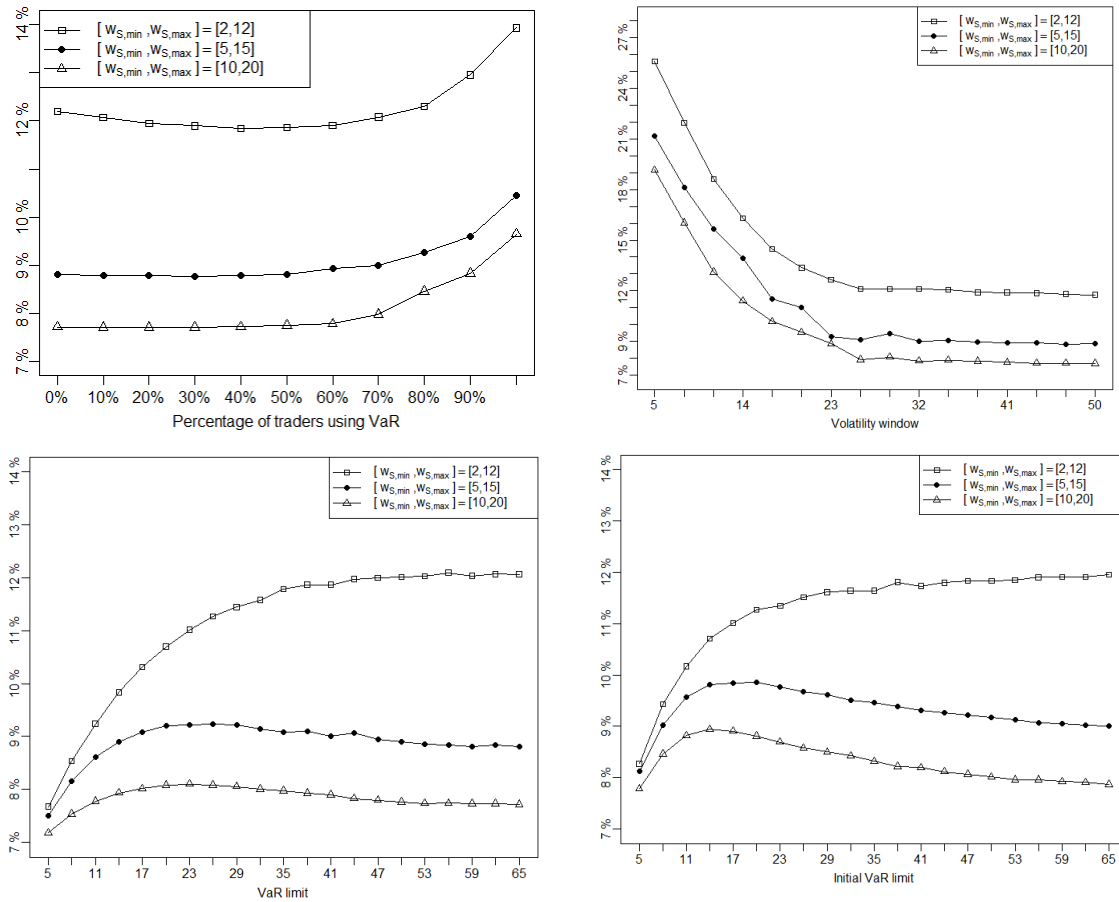 [ wS,min ,wS,max ] = [2,12]
[ wS,min ,wS,max ] = [5,15]
[ wS,min ,wS,max ] = [10,20]
14 %
12 %
10 %
9 %
8 %
7 %
0% 10% 20% 30% 40% 50% 60% 70% 80% 90%
Percentage of traders using VaR
[ wS,min ,wS,max ] = [2,12]
[ wS,min ,wS,max ] = [5,15]
[ wS,min ,wS,max ] = [10,20]
27 %
24 %
21 %
18 %
15 %
12 %
9 %
7 %
5 14 23 32 41 50
Volatility window
[ wS,min ,wS,max ] = [2,12]
[ wS,min ,wS,max ] = [5,15]
[ wS,min ,wS,max ] = [10,20]
14 %
13 %
12 %
11 %
10 %
9 %
8 %
7 %
5 11 17 23 29 35 41 47 53 59 65
VaR limit
[ wS,min ,wS,max ] = [2,12]
[ wS,min ,wS,max ] = [5,15]
[ wS,min ,wS,max ] = [10,20]
14 %
13 %
12 %
11 %
10 %
9 %
8 %
7 %
5 11 17 23 29 35 41 47 53 59 65
Initial VaR limit